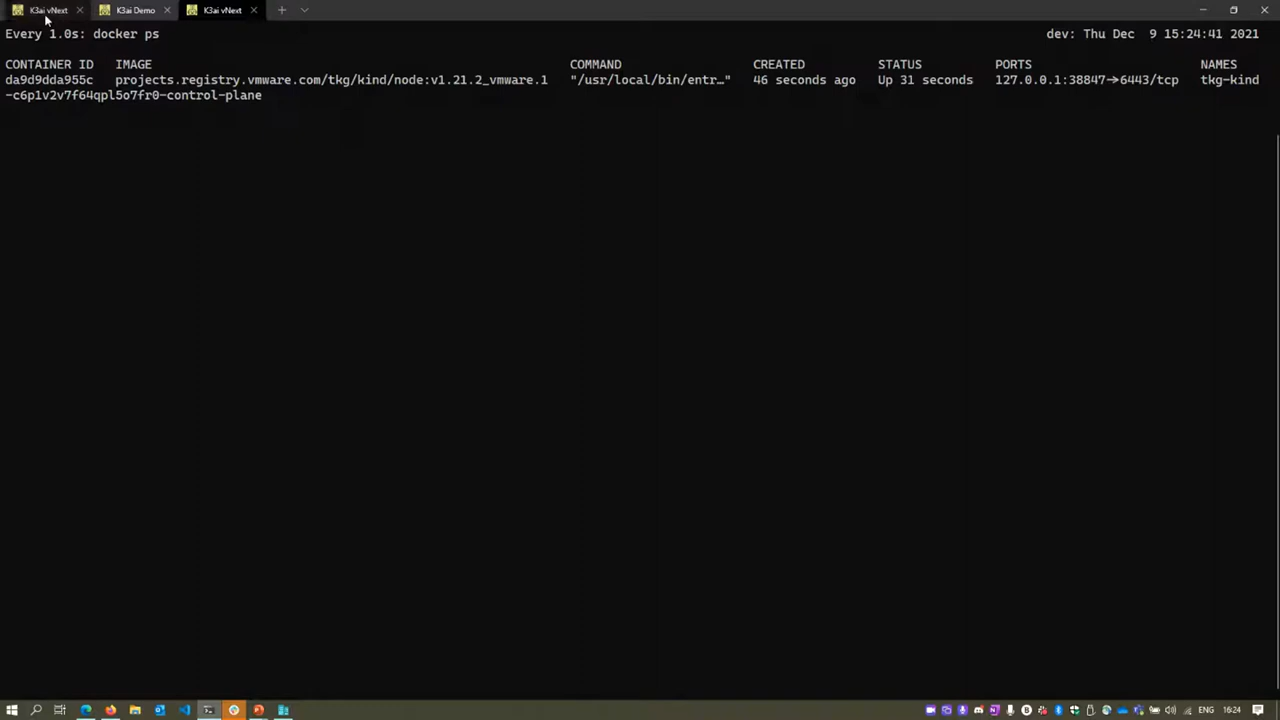 K3ai vNext K3ai Demo K3ai vNext
Every 1.0s: docker ps dev: Thu Dec 9 15:24:41 2021
CONTAINER ID IMAGE COMMAND CREATED STATUS PORTS NAMES
da9d9dda955c projects.registry.vmware.com/tkg/kind/node:v1.21.2_vmware.1 "/usr/local/bin/entr…" 46 seconds ago Up 31 seconds 127.0.0.1:38847->6443/tcp tkg-kind
-c6p1v2v7f64qpl5o7fr0-control-plane
ENG 16:24